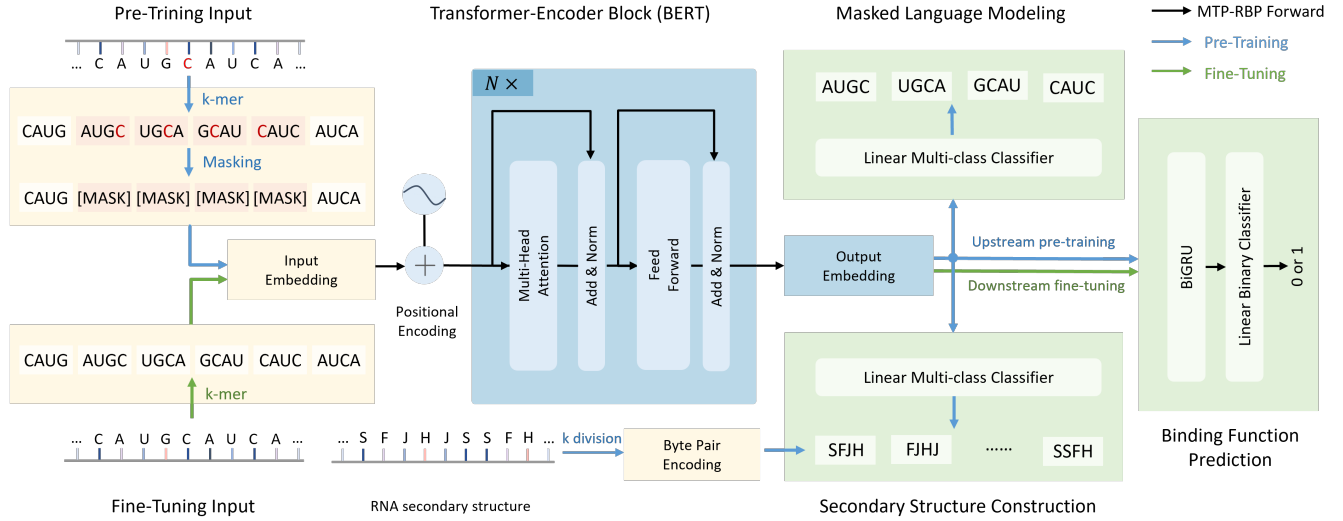 Pre-Trining Input
... C A U G C A U C A ...
k-mer
CAUG AUGC UGCA GCAU CAUC AUCA
Masking
CAUG [MASK] [MASK] [MASK] [MASK] AUCA
Input
Embedding
CAUG AUGC UGCA GCAU CAUC AUCA
k-mer
... C A U G C A U C A ...
Fine-Tuning Input
Positional
Encoding
Transformer-Encoder Block (BERT)
N ×
Multi-Head
Attention
Add & Norm
Feed
Forward
Add & Norm
... S F J H J S S F H ...
RNA secondary structure
k division
Byte Pair
Encoding
Masked Language Modeling
AUGC UGCA GCAU CAUC
Linear Multi-class Classifier
Output
Embedding
Upstream pre-training
Downstream fine-tuning
Linear Multi-class Classifier
SFJH FJHJ ...... SSFH
Secondary Structure Construction
MTP-RBP Forward
Pre-Training
Fine-Tuning
BiGRU
Linear Binary Classifier
0 or 1
Binding Function
Prediction